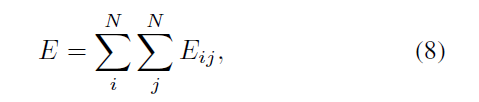 E = \sum_{i}^{N} \sum_{j}^{N} E_{ij}, (8)